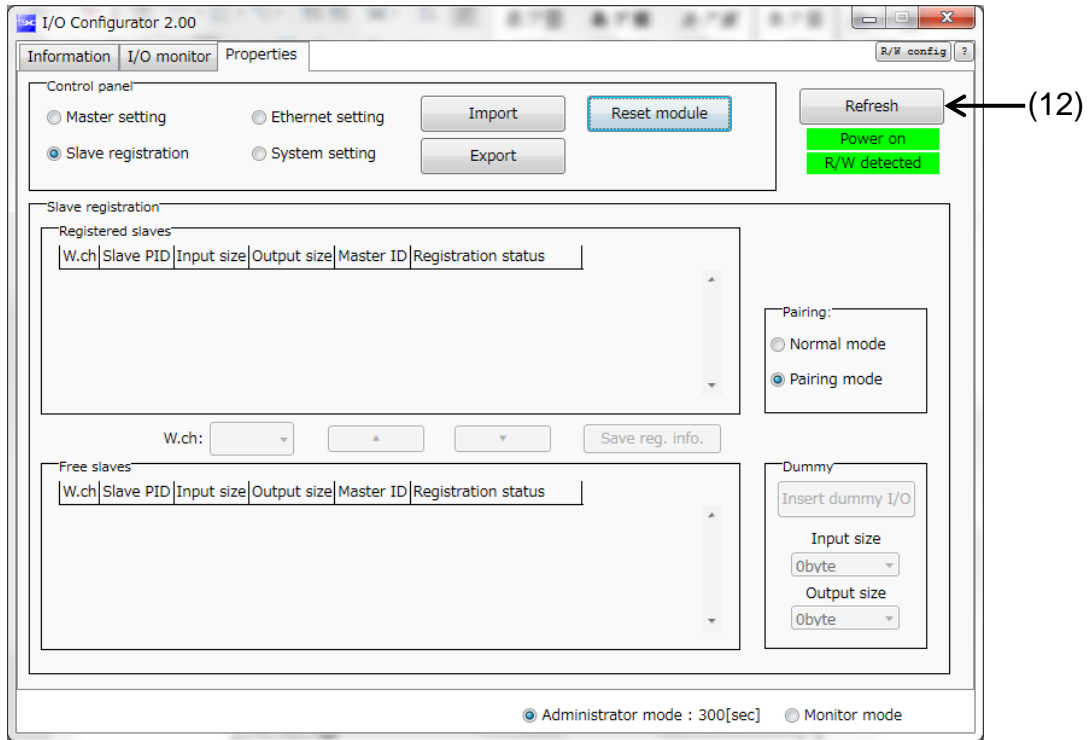 I/O Configurator 2.00
Information I/O monitor Properties R/W config ?
Control panel
Master setting Ethernet setting Import Reset module Refresh (12)
Power on
Slave registration System setting Export R/W detected
Slave registration
Registered slaves
W.ch Slave PID Input size Output size Master ID Registration status
Pairing:
Normal mode
Pairing mode
W.ch: Save reg. info.
Free slaves Dummy
W.ch Slave PID Input size Output size Master ID Registration status Insert dummy I/O
Input size
0byte
Output size
0byte
Administrator mode : 300[sec] Monitor mode